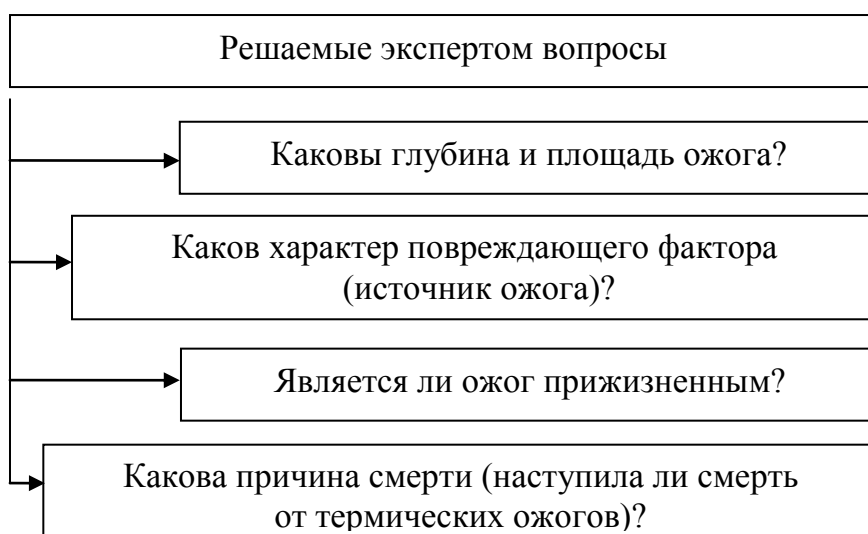 Решаемые экспертом вопросы
Каковы глубина и площадь ожога?
Каков характер повреждающего фактора
(источник ожога)?
Является ли ожог прижизненным?
Какова причина смерти (наступила ли смерть
от термических ожогов)?